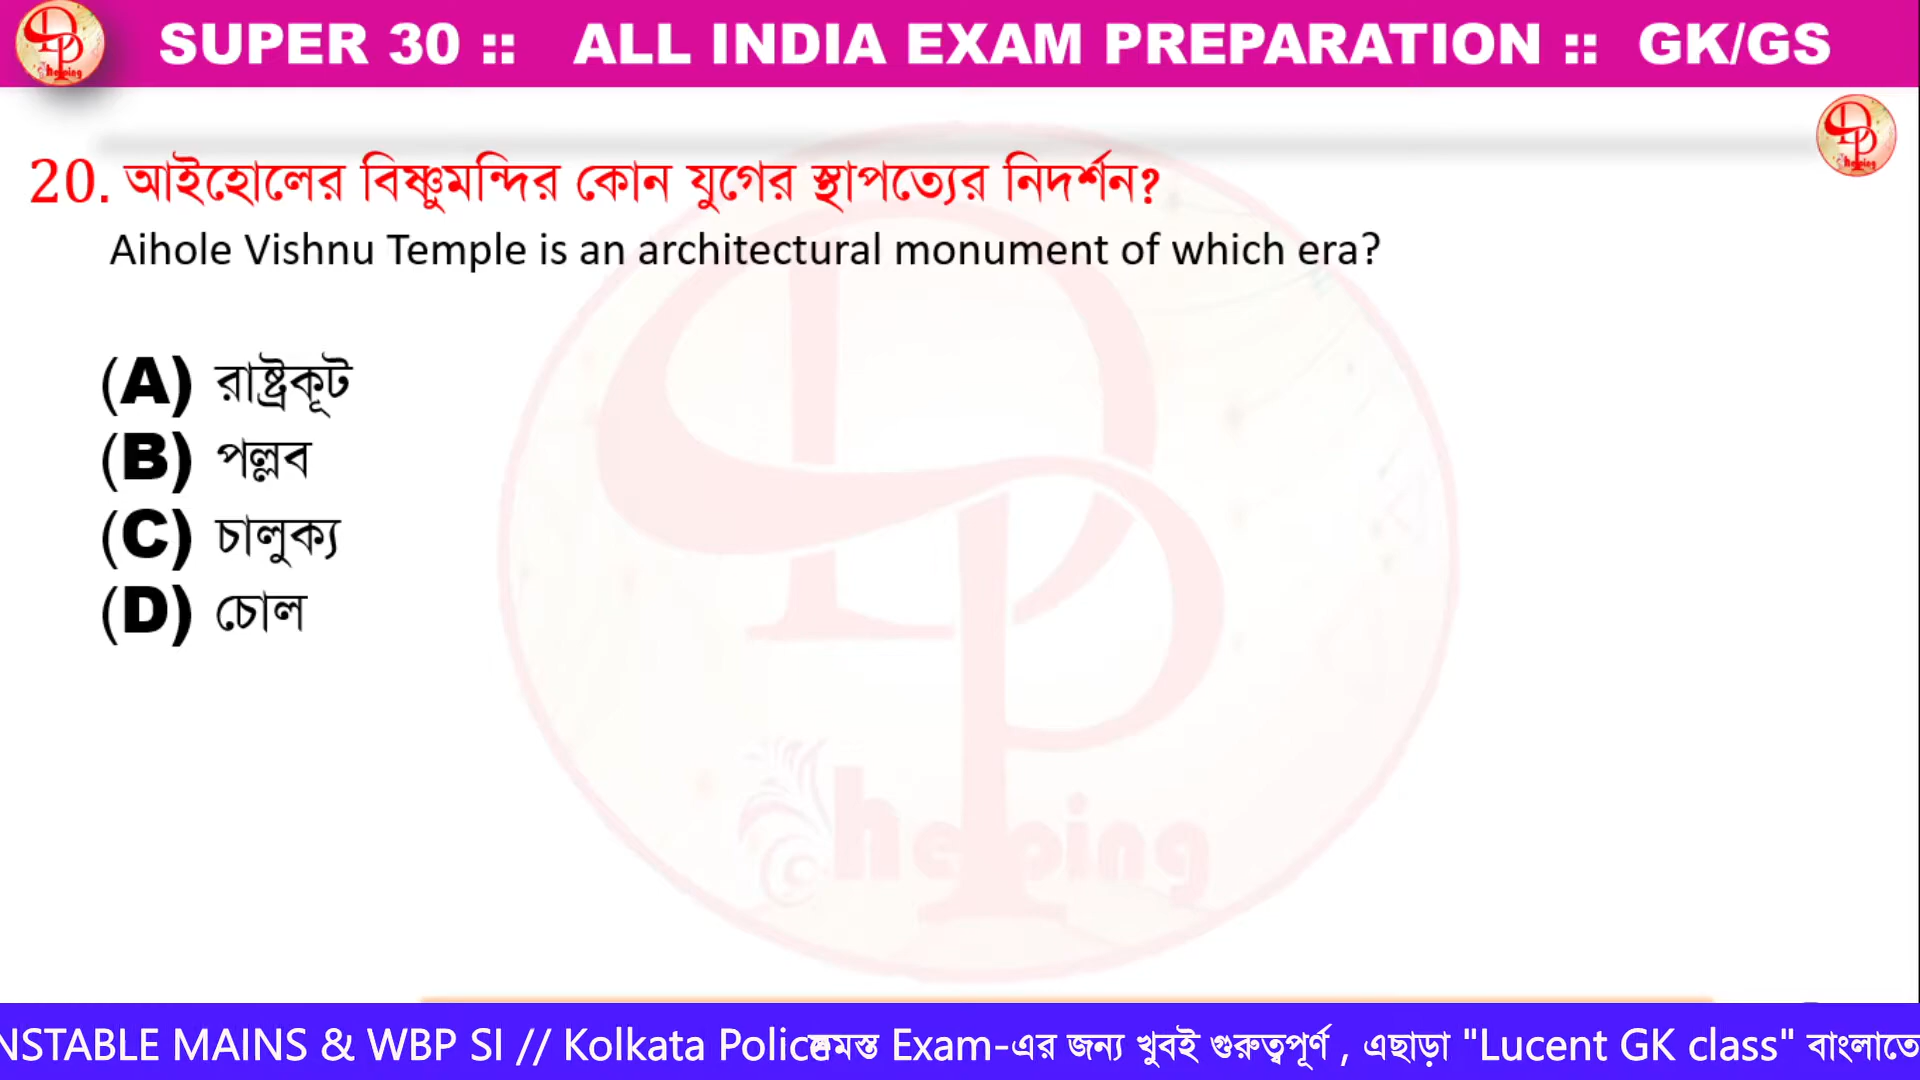 SUPER 30 :: ALL INDIA EXAM PREPARATION :: GK/GS
20. আইহোলের বিষ্ণুমন্দির কোন যুগের স্থাপত্যের নিদর্শন?
Aihole Vishnu Temple is an architectural monument of which era?
(A) রাষ্ট্রকূট
(B) পল্লব
(C) চালুক্য
(D) চোল
helping
NSTABLE MAINS & WBP SI // Kolkata Police Exam-এর জন্য খুবই গুরুত্বপূর্ণ , এছাড়া "Lucent GK class" বাংলাতে